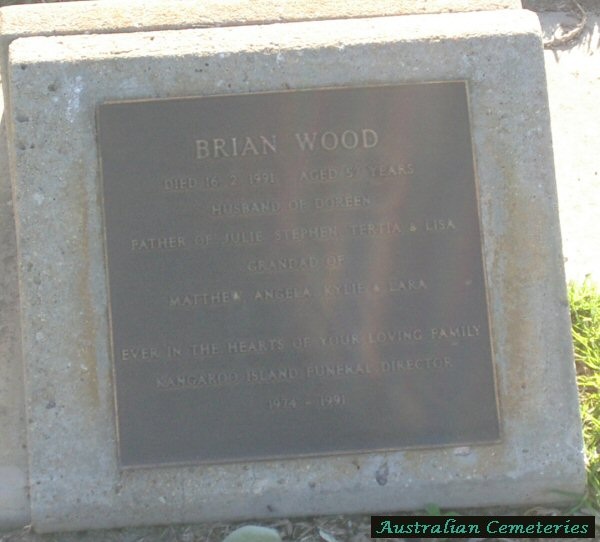 BRIAN WOOD
DIED 16. 2. 1991 AGED YEARS
HUSBAND OF DOREEN
FATHER OF JULIE, STEPHEN, TERTIA & LISA
GRANDAD OF
MATTHEW, ANGELA, KYLIE & LARA
EVER IN THE HEARTS OF YOUR LOVING FAMILY
KANGAROO ISLAND FUNERAL DIRECTOR
1974 - 1991
Australian Cemeteries